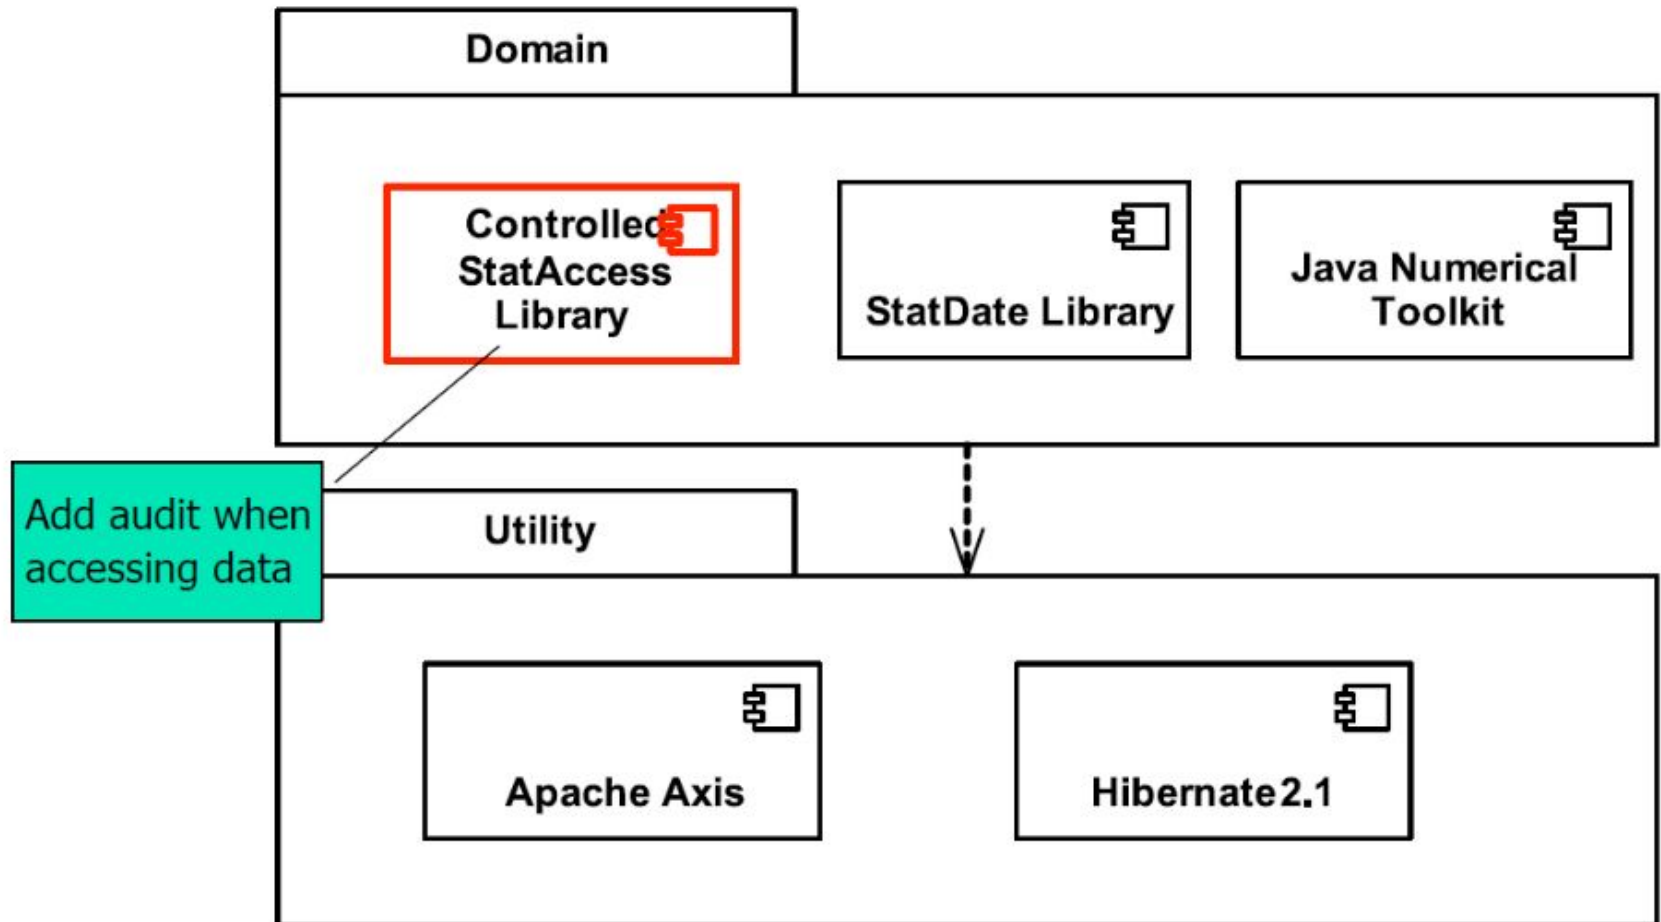 Domain
Controlled
StatAccess
Library
StatDate Library
Java Numerical
Toolkit
Add audit when
accessing data
Utility
Apache Axis
Hibernate2.1